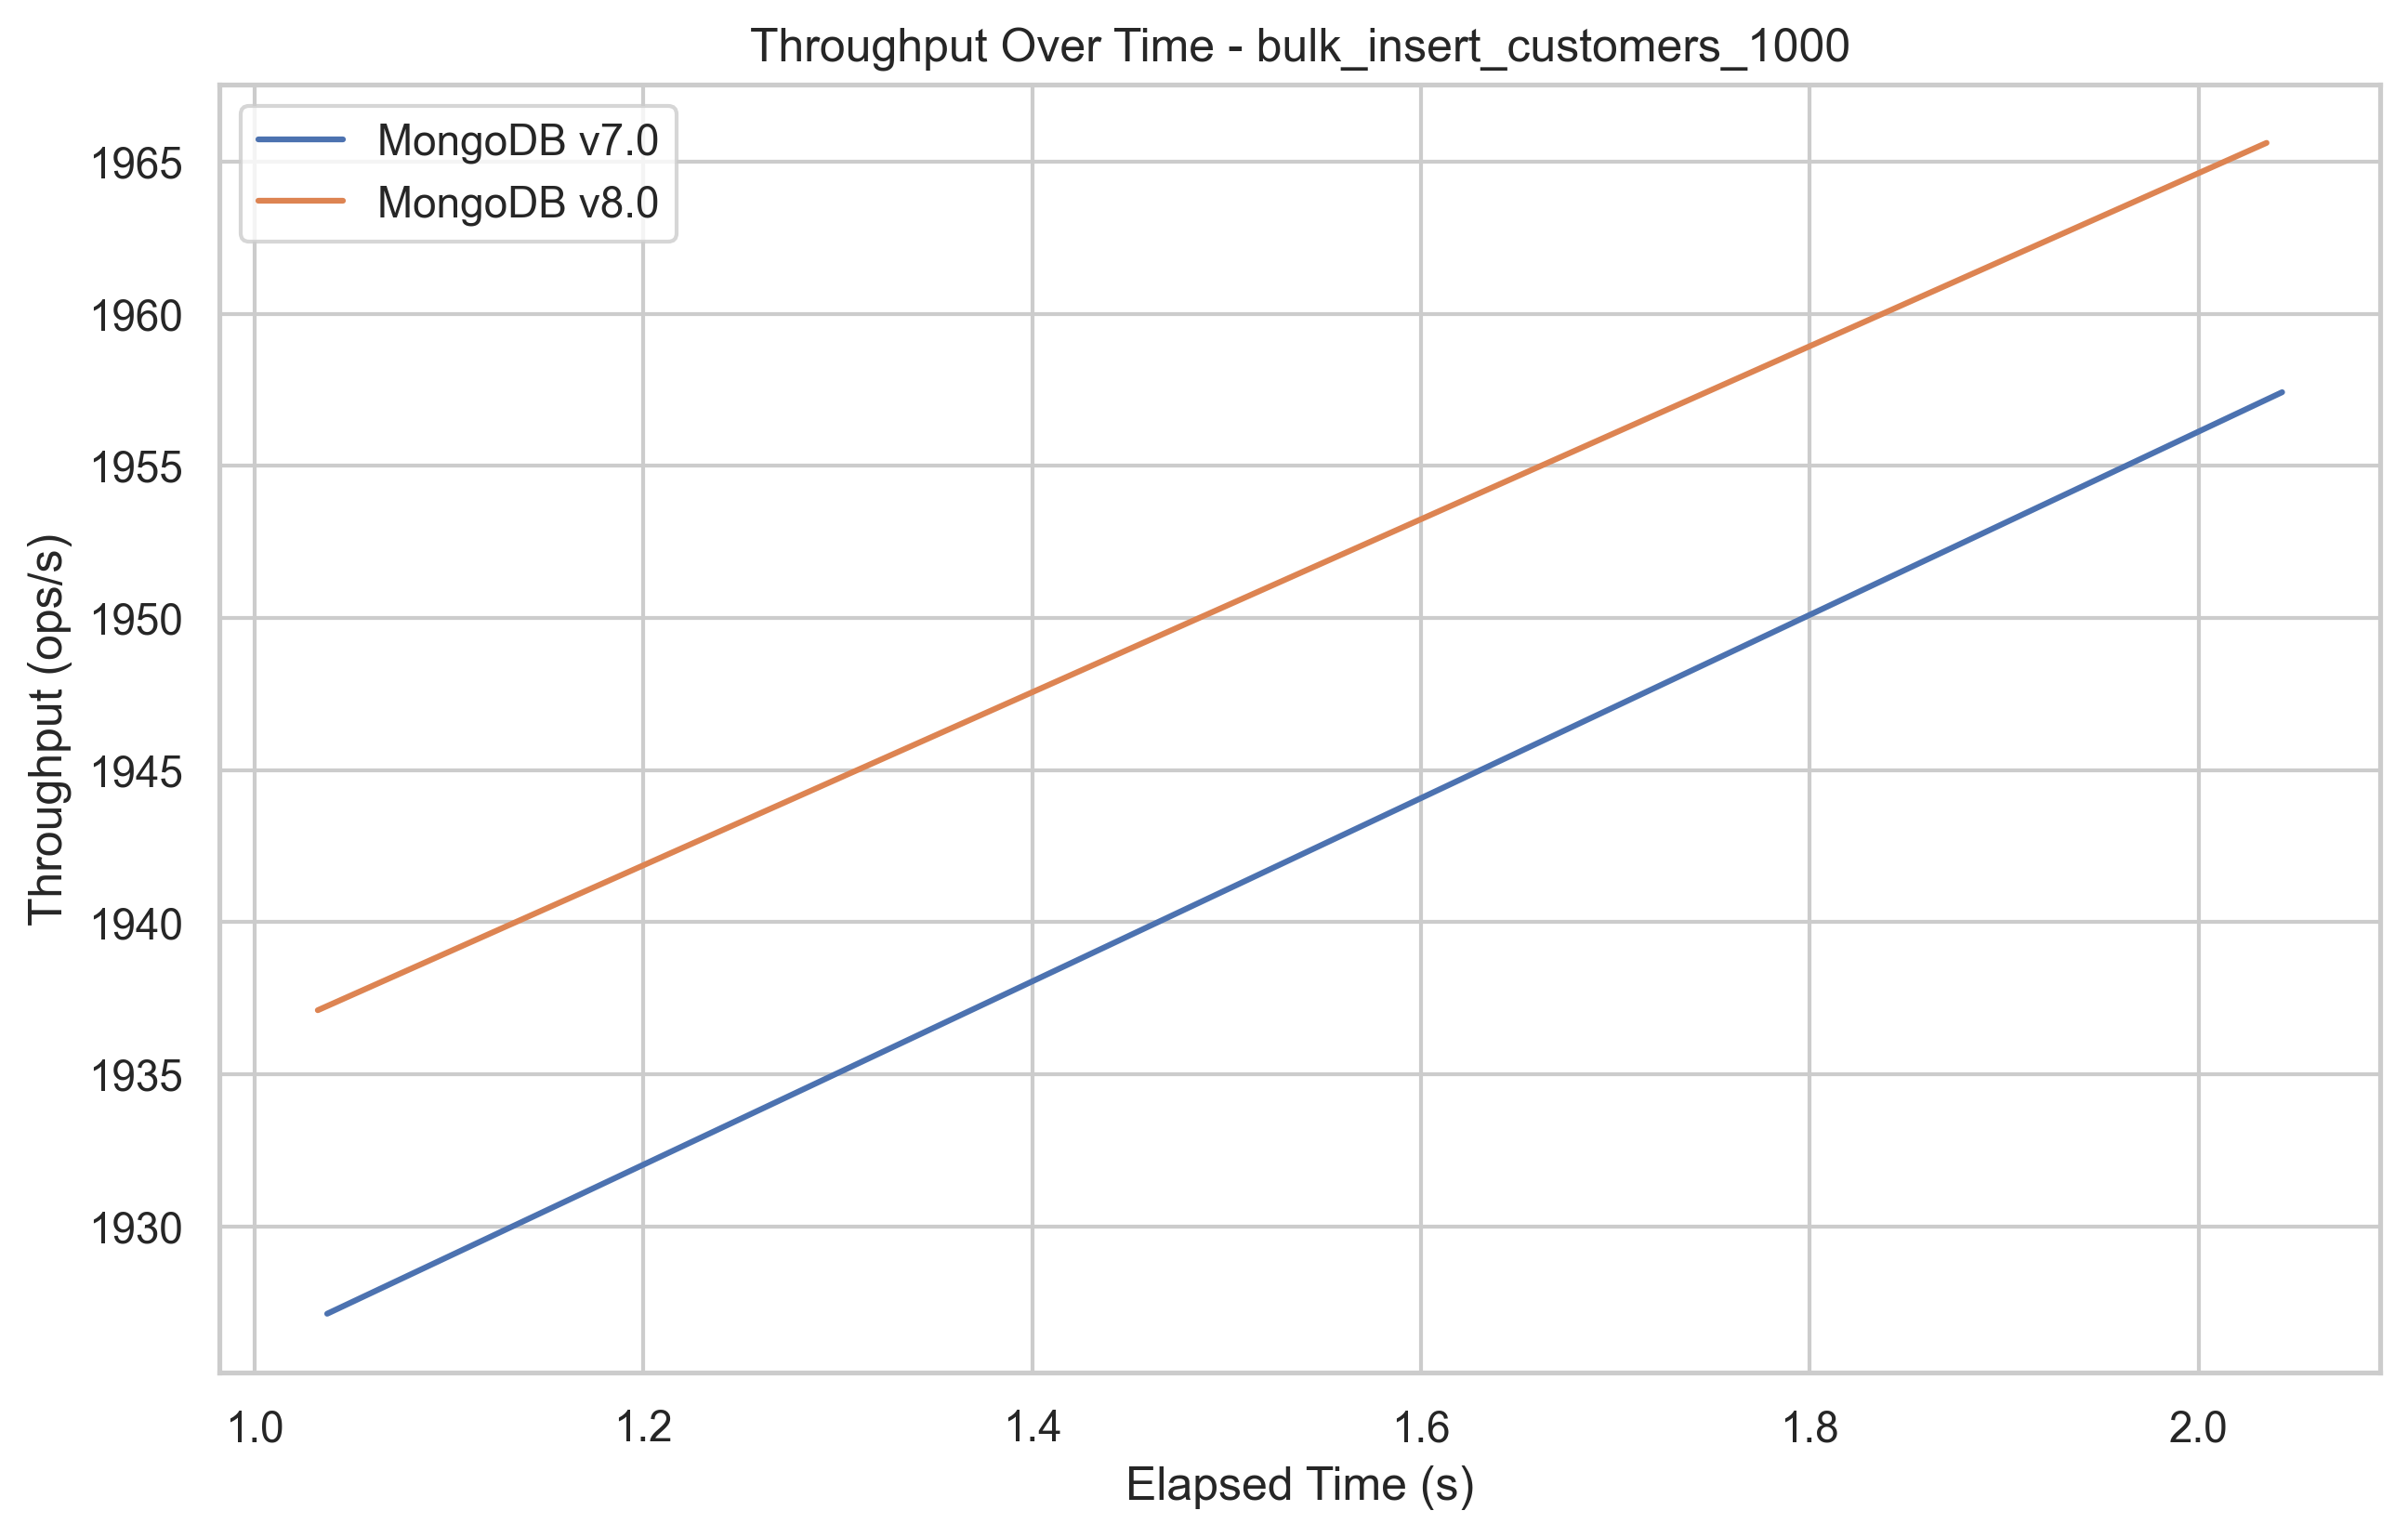 Throughput Over Time - bulk_insert_customers_1000
MongoDB v7.0
MongoDB v8.0
Throughput (ops/s)
1965
1960
1955
1950
1945
1940
1935
1930
1.0 1.2 1.4 1.6 1.8 2.0
Elapsed Time (s)